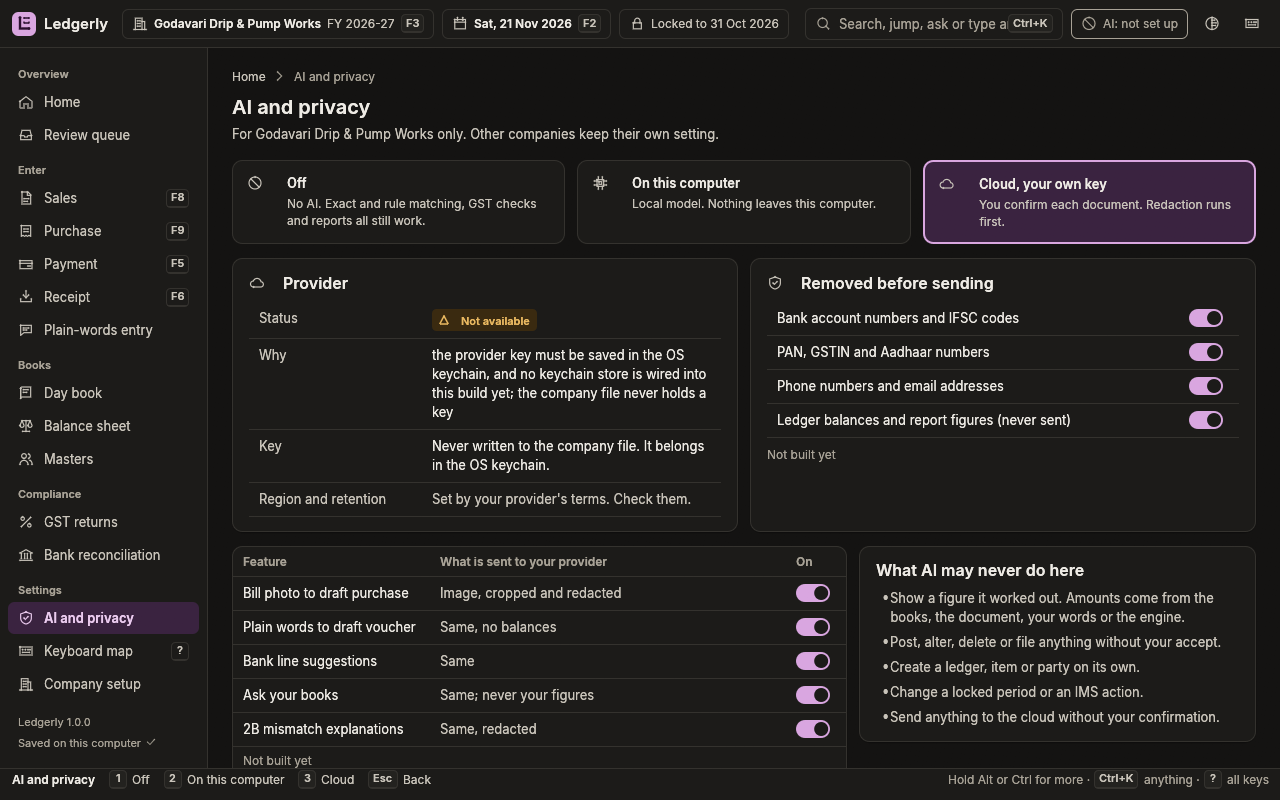 Ledgerly
Godavari Drip & Pump Works FY 2026-27 F3
Sat, 21 Nov 2026 F2
Locked to 31 Oct 2026
Search, jump, ask or type a Ctrl+K
AI: not set up
Overview
Home
Review queue
Enter
Sales F8
Purchase F9
Payment F5
Receipt F6
Plain-words entry
Books
Day book
Balance sheet
Masters
Compliance
GST returns
Bank reconciliation
Settings
AI and privacy
Keyboard map ?
Company setup
Ledgerly 1.0.0
Saved on this computer
Home AI and privacy
AI and privacy
For Godavari Drip & Pump Works only. Other companies keep their own setting.
Off
No AI. Exact and rule matching, GST checks
and reports all still work.
On this computer
Local model. Nothing leaves this computer.
Cloud, your own key
You confirm each document. Redaction runs
first.
Provider
Status Not available
Why the provider key must be saved in the OS
keychain, and no keychain store is wired into
this build yet; the company file never holds a
key
Key Never written to the company file. It belongs
in the OS keychain.
Region and retention Set by your provider's terms. Check them.
Removed before sending
Bank account numbers and IFSC codes
PAN, GSTIN and Aadhaar numbers
Phone numbers and email addresses
Ledger balances and report figures (never sent)
Not built yet
Feature What is sent to your provider On
Bill photo to draft purchase Image, cropped and redacted
Plain words to draft voucher Same, no balances
Bank line suggestions Same
Ask your books Same; never your figures
2B mismatch explanations Same, redacted
Not built yet
What AI may never do here
•Show a figure it worked out. Amounts come from the
books, the document, your words or the engine.
•Post, alter, delete or file anything without your accept.
•Create a ledger, item or party on its own.
•Change a locked period or an IMS action.
•Send anything to the cloud without your confirmation.
AI and privacy 1 Off 2 On this computer 3 Cloud Esc Back
Hold Alt or Ctrl for more · Ctrl+K anything · ? all keys